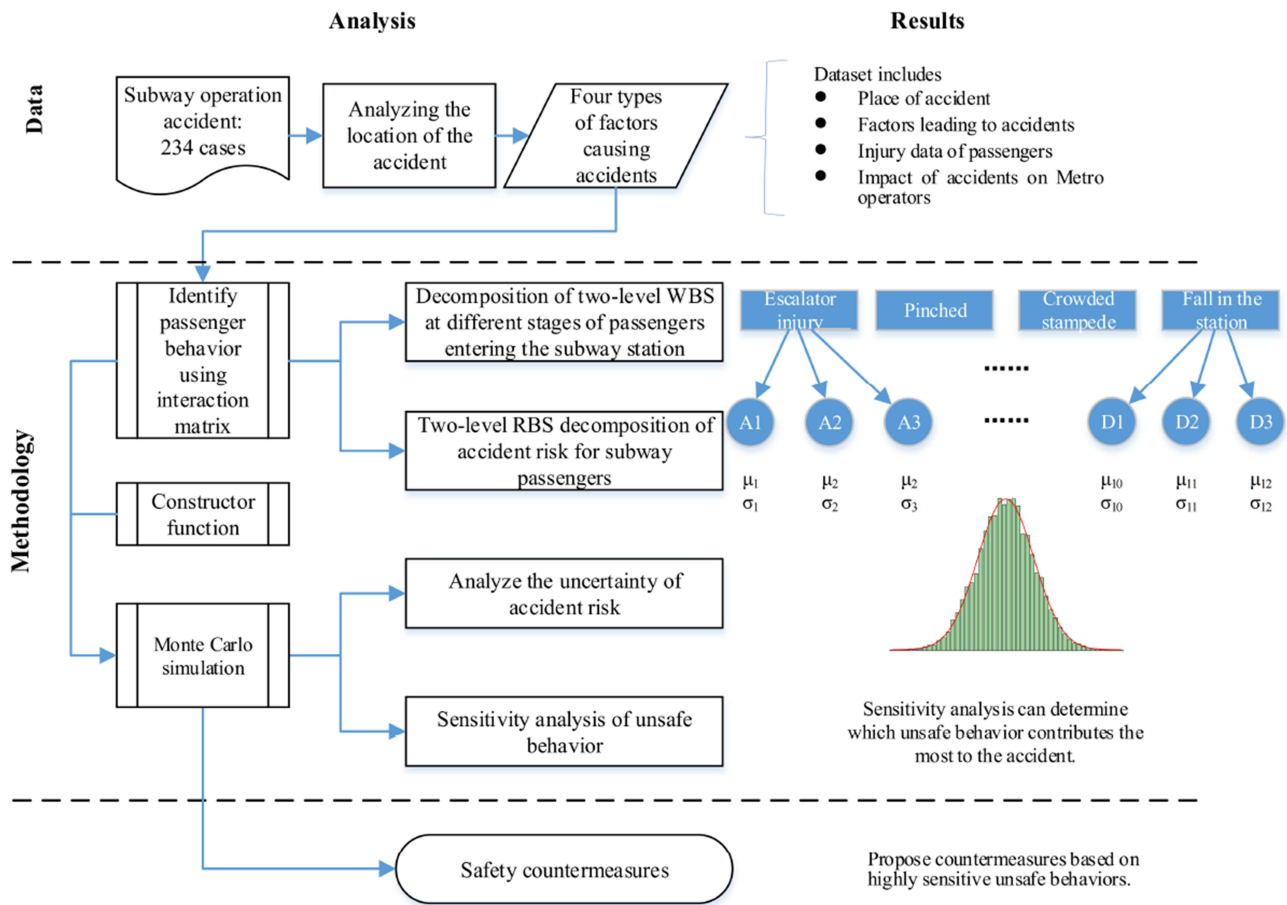 Analysis
Results
Data
Subway operation
accident:
234 cases
Analyzing the
location of the
accident
Four types
of factors
causing
accidents
Dataset includes
● Place of accident
● Factors leading to accidents
● Injury data of passengers
● Impact of accidents on Metro
operators
Methodology
Identify
passenger
behavior
using
interaction
matrix
Constructor
function
Monte Carlo
simulation
Decomposition of two-level WBS
at different stages of passengers
entering the subway station
Two-level RBS decomposition of
accident risk for subway
passengers
Analyze the uncertainty of
accident risk
Sensitivity analysis of unsafe
behavior
Escalator
injury
Pinched
Crowded
stampede
Fall in the
station
······
A1
A2
A3
······
D1
D2
D3
μ1
μ2
μ2
μ10
μ11
μ12
σ1
σ2
σ3
σ10
σ11
σ12
Sensitivity analysis can determine
which unsafe behavior contributes the
most to the accident.
Safety countermeasures
Propose countermeasures based on
highly sensitive unsafe behaviors.